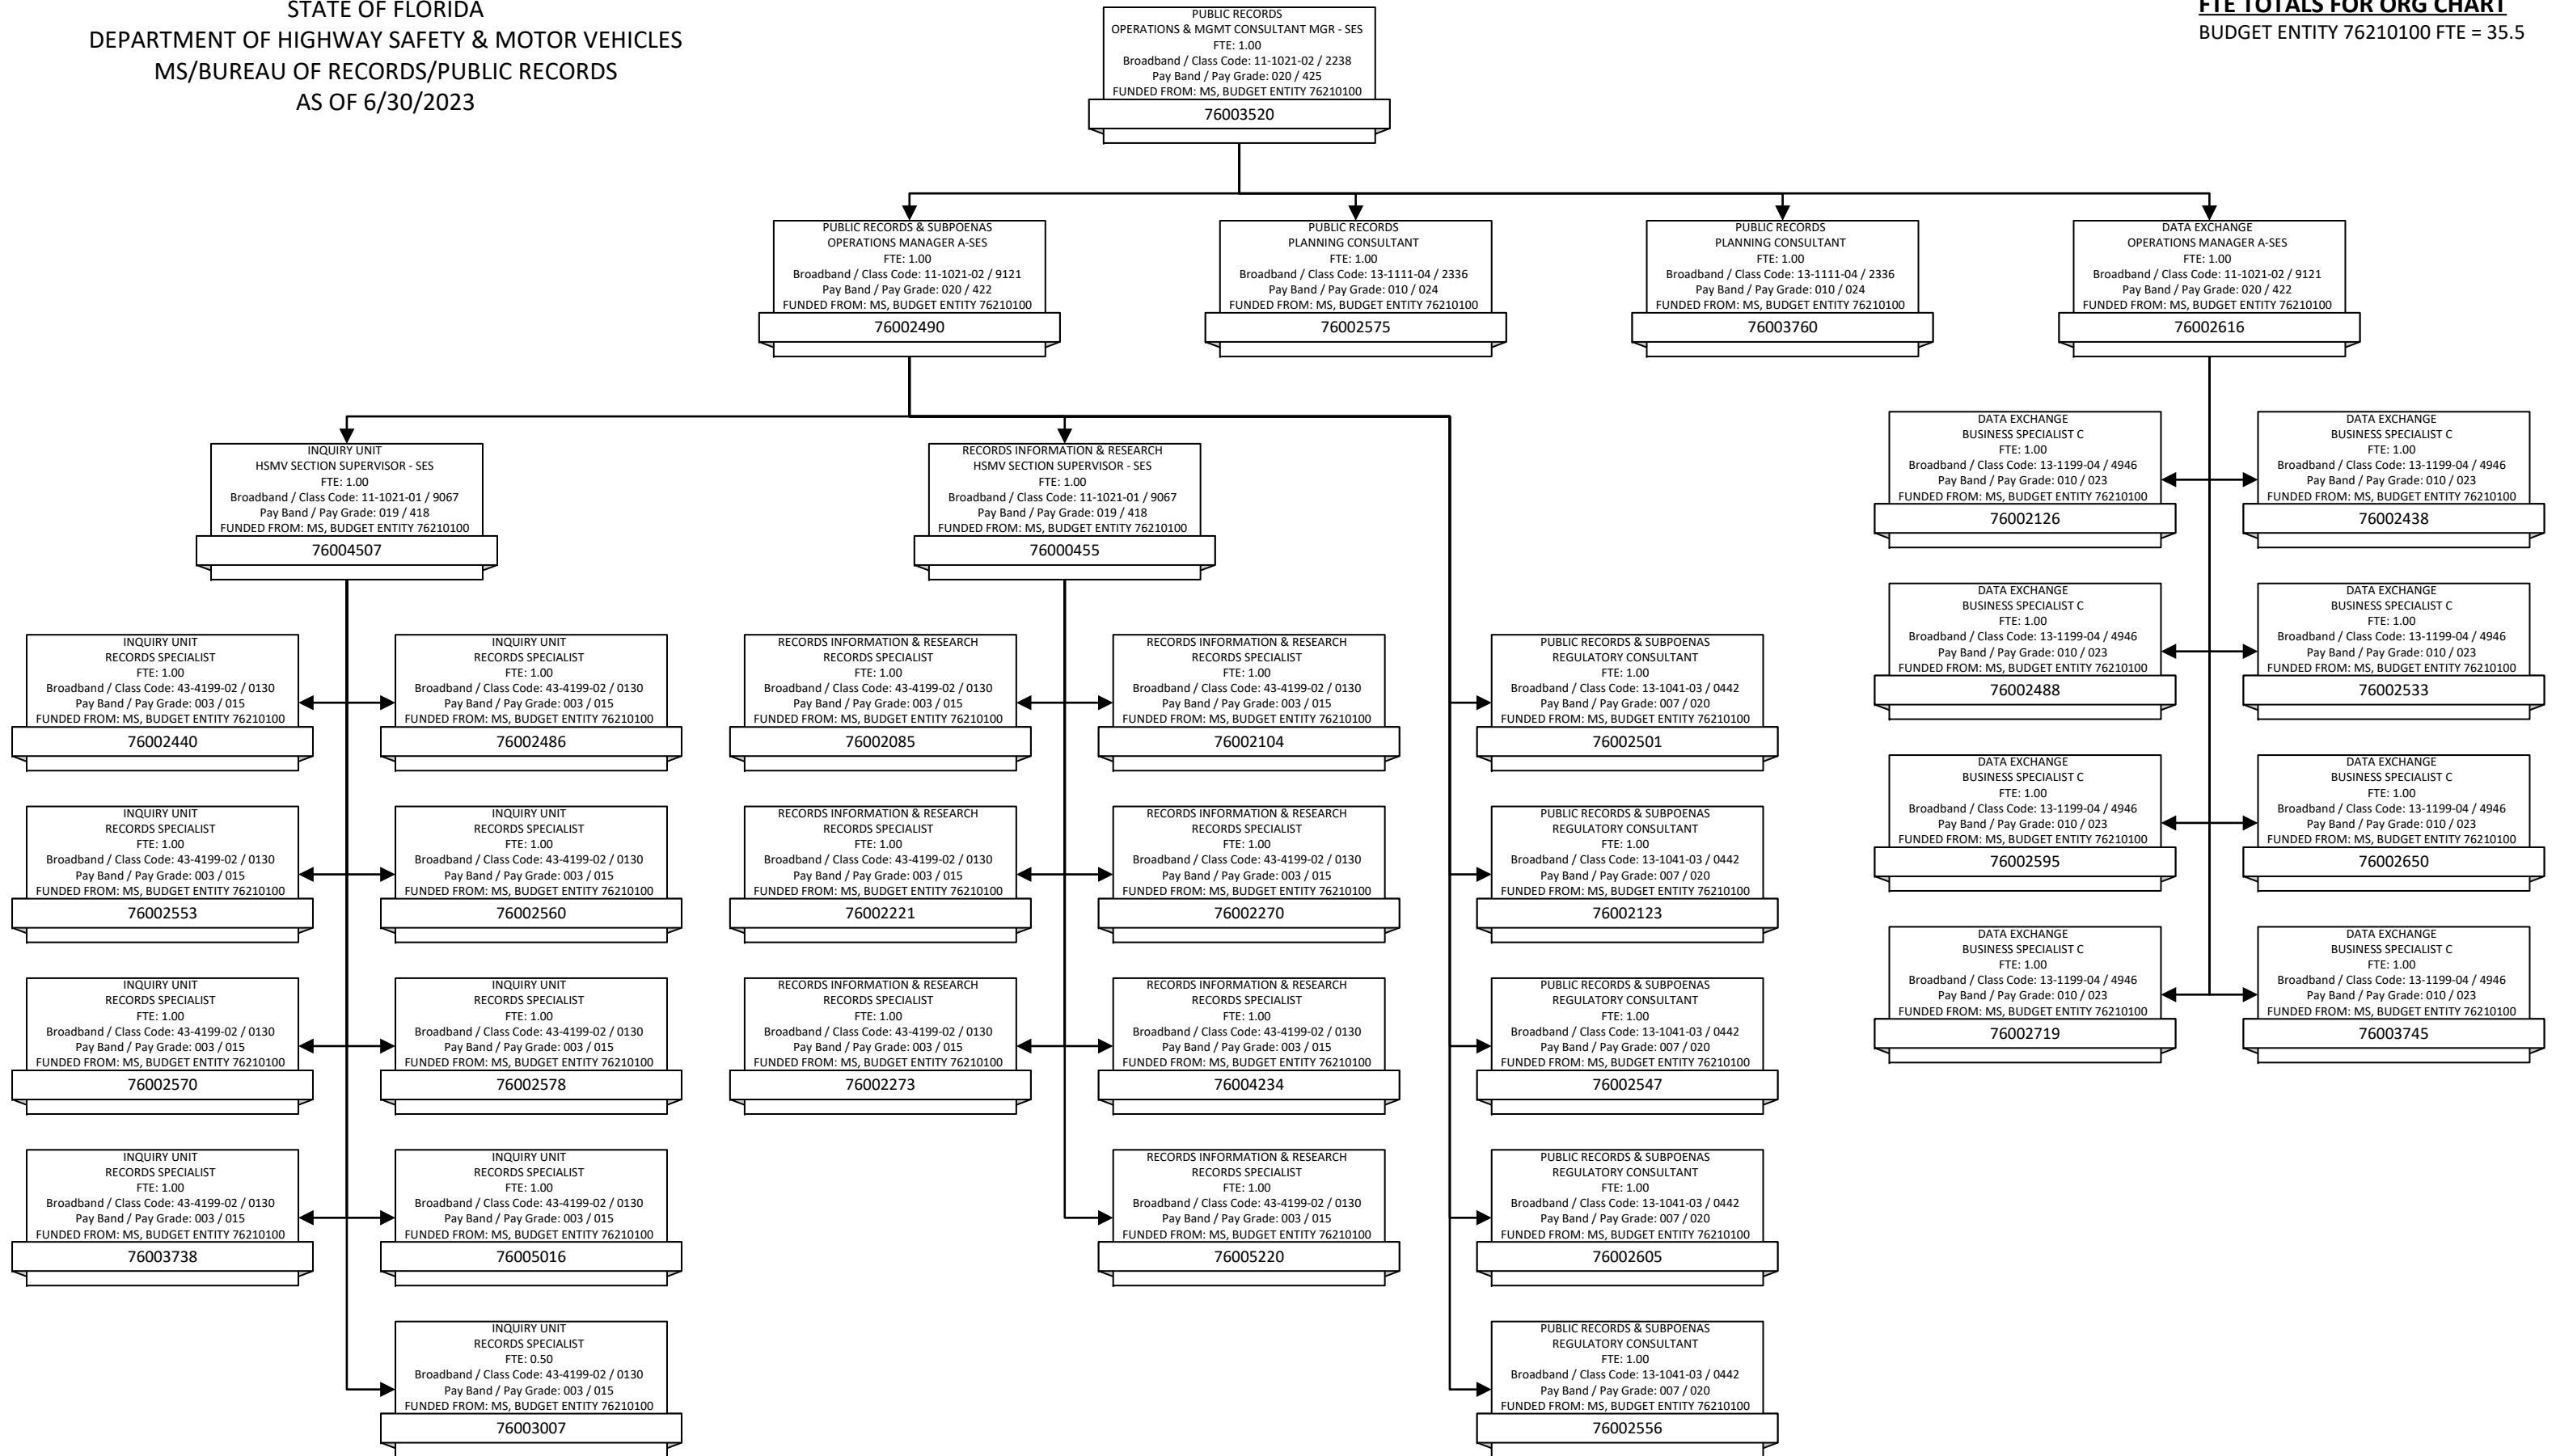 STATE OF FLORIDA
DEPARTMENT OF HIGHWAY SAFETY & MOTOR VEHICLES
MS/BUREAU OF RECORDS/PUBLIC RECORDS
AS OF 6/30/2023
FTE TOTALS FOR ORG CHART
BUDGET ENTITY 76210100 FTE = 35.5
PUBLIC RECORDS
OPERATIONS & MGMT CONSULTANT MGR - SES
FTE: 1.00
Broadband / Class Code: 11-1021-02 / 2238
Pay Band / Pay Grade: 020 / 425
FUNDED FROM: MS, BUDGET ENTITY 76210100
76003520
PUBLIC RECORDS & SUBPOENAS
OPERATIONS MANAGER A-SES
FTE: 1.00
Broadband / Class Code: 11-1021-02 / 9121
Pay Band / Pay Grade: 020 / 422
FUNDED FROM: MS, BUDGET ENTITY 76210100
76002490
PUBLIC RECORDS
PLANNING CONSULTANT
FTE: 1.00
Broadband / Class Code: 13-1111-04 / 2336
Pay Band / Pay Grade: 010 / 024
FUNDED FROM: MS, BUDGET ENTITY 76210100
76002575
PUBLIC RECORDS
PLANNING CONSULTANT
FTE: 1.00
Broadband / Class Code: 13-1111-04 / 2336
Pay Band / Pay Grade: 010 / 024
FUNDED FROM: MS, BUDGET ENTITY 76210100
76003760
DATA EXCHANGE
OPERATIONS MANAGER A-SES
FTE: 1.00
Broadband / Class Code: 11-1021-02 / 9121
Pay Band / Pay Grade: 020 / 422
FUNDED FROM: MS, BUDGET ENTITY 76210100
76002616
INQUIRY UNIT
HSMV SECTION SUPERVISOR - SES
FTE: 1.00
Broadband / Class Code: 11-1021-01 / 9067
Pay Band / Pay Grade: 019 / 418
FUNDED FROM: MS, BUDGET ENTITY 76210100
76004507
RECORDS INFORMATION & RESEARCH
HSMV SECTION SUPERVISOR - SES
FTE: 1.00
Broadband / Class Code: 11-1021-01 / 9067
Pay Band / Pay Grade: 019 / 418
FUNDED FROM: MS, BUDGET ENTITY 76210100
76000455
DATA EXCHANGE
BUSINESS SPECIALIST C
FTE: 1.00
Broadband / Class Code: 13-1199-04 / 4946
Pay Band / Pay Grade: 010 / 023
FUNDED FROM: MS, BUDGET ENTITY 76210100
76002126
DATA EXCHANGE
BUSINESS SPECIALIST C
FTE: 1.00
Broadband / Class Code: 13-1199-04 / 4946
Pay Band / Pay Grade: 010 / 023
FUNDED FROM: MS, BUDGET ENTITY 76210100
76002438
DATA EXCHANGE
BUSINESS SPECIALIST C
FTE: 1.00
Broadband / Class Code: 13-1199-04 / 4946
Pay Band / Pay Grade: 010 / 023
FUNDED FROM: MS, BUDGET ENTITY 76210100
76002488
DATA EXCHANGE
BUSINESS SPECIALIST C
FTE: 1.00
Broadband / Class Code: 13-1199-04 / 4946
Pay Band / Pay Grade: 010 / 023
FUNDED FROM: MS, BUDGET ENTITY 76210100
76002533
DATA EXCHANGE
BUSINESS SPECIALIST C
FTE: 1.00
Broadband / Class Code: 13-1199-04 / 4946
Pay Band / Pay Grade: 010 / 023
FUNDED FROM: MS, BUDGET ENTITY 76210100
76002595
DATA EXCHANGE
BUSINESS SPECIALIST C
FTE: 1.00
Broadband / Class Code: 13-1199-04 / 4946
Pay Band / Pay Grade: 010 / 023
FUNDED FROM: MS, BUDGET ENTITY 76210100
76002650
DATA EXCHANGE
BUSINESS SPECIALIST C
FTE: 1.00
Broadband / Class Code: 13-1199-04 / 4946
Pay Band / Pay Grade: 010 / 023
FUNDED FROM: MS, BUDGET ENTITY 76210100
76002719
DATA EXCHANGE
BUSINESS SPECIALIST C
FTE: 1.00
Broadband / Class Code: 13-1199-04 / 4946
Pay Band / Pay Grade: 010 / 023
FUNDED FROM: MS, BUDGET ENTITY 76210100
76003745
INQUIRY UNIT
RECORDS SPECIALIST
FTE: 1.00
Broadband / Class Code: 43-4199-02 / 0130
Pay Band / Pay Grade: 003 / 015
FUNDED FROM: MS, BUDGET ENTITY 76210100
76002440
INQUIRY UNIT
RECORDS SPECIALIST
FTE: 1.00
Broadband / Class Code: 43-4199-02 / 0130
Pay Band / Pay Grade: 003 / 015
FUNDED FROM: MS, BUDGET ENTITY 76210100
76002486
RECORDS INFORMATION & RESEARCH
RECORDS SPECIALIST
FTE: 1.00
Broadband / Class Code: 43-4199-02 / 0130
Pay Band / Pay Grade: 003 / 015
FUNDED FROM: MS, BUDGET ENTITY 76210100
76002085
RECORDS INFORMATION & RESEARCH
RECORDS SPECIALIST
FTE: 1.00
Broadband / Class Code: 43-4199-02 / 0130
Pay Band / Pay Grade: 003 / 015
FUNDED FROM: MS, BUDGET ENTITY 76210100
76002104
PUBLIC RECORDS & SUBPOENAS
REGULATORY CONSULTANT
FTE: 1.00
Broadband / Class Code: 13-1041-03 / 0442
Pay Band / Pay Grade: 007 / 020
FUNDED FROM: MS, BUDGET ENTITY 76210100
76002501
INQUIRY UNIT
RECORDS SPECIALIST
FTE: 1.00
Broadband / Class Code: 43-4199-02 / 0130
Pay Band / Pay Grade: 003 / 015
FUNDED FROM: MS, BUDGET ENTITY 76210100
76002553
INQUIRY UNIT
RECORDS SPECIALIST
FTE: 1.00
Broadband / Class Code: 43-4199-02 / 0130
Pay Band / Pay Grade: 003 / 015
FUNDED FROM: MS, BUDGET ENTITY 76210100
76002560
RECORDS INFORMATION & RESEARCH
RECORDS SPECIALIST
FTE: 1.00
Broadband / Class Code: 43-4199-02 / 0130
Pay Band / Pay Grade: 003 / 015
FUNDED FROM: MS, BUDGET ENTITY 76210100
76002221
RECORDS INFORMATION & RESEARCH
RECORDS SPECIALIST
FTE: 1.00
Broadband / Class Code: 43-4199-02 / 0130
Pay Band / Pay Grade: 003 / 015
FUNDED FROM: MS, BUDGET ENTITY 76210100
76002270
PUBLIC RECORDS & SUBPOENAS
REGULATORY CONSULTANT
FTE: 1.00
Broadband / Class Code: 13-1041-03 / 0442
Pay Band / Pay Grade: 007 / 020
FUNDED FROM: MS, BUDGET ENTITY 76210100
76002123
INQUIRY UNIT
RECORDS SPECIALIST
FTE: 1.00
Broadband / Class Code: 43-4199-02 / 0130
Pay Band / Pay Grade: 003 / 015
FUNDED FROM: MS, BUDGET ENTITY 76210100
76002570
INQUIRY UNIT
RECORDS SPECIALIST
FTE: 1.00
Broadband / Class Code: 43-4199-02 / 0130
Pay Band / Pay Grade: 003 / 015
FUNDED FROM: MS, BUDGET ENTITY 76210100
76002578
RECORDS INFORMATION & RESEARCH
RECORDS SPECIALIST
FTE: 1.00
Broadband / Class Code: 43-4199-02 / 0130
Pay Band / Pay Grade: 003 / 015
FUNDED FROM: MS, BUDGET ENTITY 76210100
76002273
RECORDS INFORMATION & RESEARCH
RECORDS SPECIALIST
FTE: 1.00
Broadband / Class Code: 43-4199-02 / 0130
Pay Band / Pay Grade: 003 / 015
FUNDED FROM: MS, BUDGET ENTITY 76210100
76004234
PUBLIC RECORDS & SUBPOENAS
REGULATORY CONSULTANT
FTE: 1.00
Broadband / Class Code: 13-1041-03 / 0442
Pay Band / Pay Grade: 007 / 020
FUNDED FROM: MS, BUDGET ENTITY 76210100
76002547
INQUIRY UNIT
RECORDS SPECIALIST
FTE: 1.00
Broadband / Class Code: 43-4199-02 / 0130
Pay Band / Pay Grade: 003 / 015
FUNDED FROM: MS, BUDGET ENTITY 76210100
76003738
INQUIRY UNIT
RECORDS SPECIALIST
FTE: 1.00
Broadband / Class Code: 43-4199-02 / 0130
Pay Band / Pay Grade: 003 / 015
FUNDED FROM: MS, BUDGET ENTITY 76210100
76005016
RECORDS INFORMATION & RESEARCH
RECORDS SPECIALIST
FTE: 1.00
Broadband / Class Code: 43-4199-02 / 0130
Pay Band / Pay Grade: 003 / 015
FUNDED FROM: MS, BUDGET ENTITY 76210100
76005220
PUBLIC RECORDS & SUBPOENAS
REGULATORY CONSULTANT
FTE: 1.00
Broadband / Class Code: 13-1041-03 / 0442
Pay Band / Pay Grade: 007 / 020
FUNDED FROM: MS, BUDGET ENTITY 76210100
76002605
INQUIRY UNIT
RECORDS SPECIALIST
FTE: 0.50
Broadband / Class Code: 43-4199-02 / 0130
Pay Band / Pay Grade: 003 / 015
FUNDED FROM: MS, BUDGET ENTITY 76210100
76003007
PUBLIC RECORDS & SUBPOENAS
REGULATORY CONSULTANT
FTE: 1.00
Broadband / Class Code: 13-1041-03 / 0442
Pay Band / Pay Grade: 007 / 020
FUNDED FROM: MS, BUDGET ENTITY 76210100
76002556